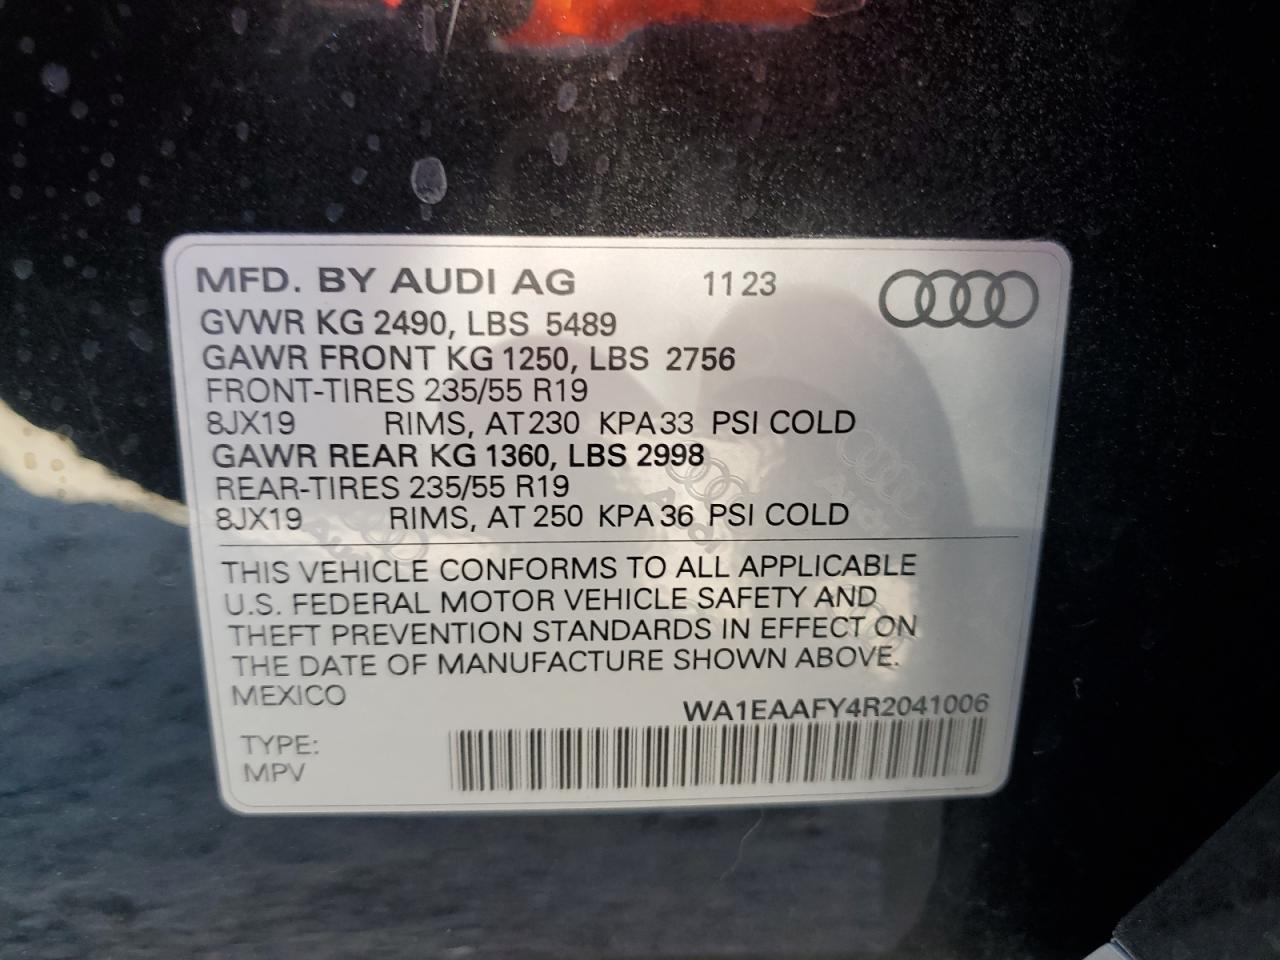 MFD. BY AUDI AG 11 23
GVWR KG 2490, LBS 5489
GAWR FRONT KG 1250, LBS 2756
FRONT-TIRES 235/55 R19
8JX19 RIMS, AT 230 KPA 33 PSI COLD
GAWR REAR KG 1360, LBS 2998
REAR-TIRES 235/55 R19
8JX19 RIMS, AT 250 KPA 36 PSI COLD
THIS VEHICLE CONFORMS TO ALL APPLICABLE
U.S. FEDERAL MOTOR VEHICLE SAFETY AND
THEFT PREVENTION STANDARDS IN EFFECT ON
THE DATE OF MANUFACTURE SHOWN ABOVE.
MEXICO
WA1EAAFY4R2041006
TYPE:
MPV